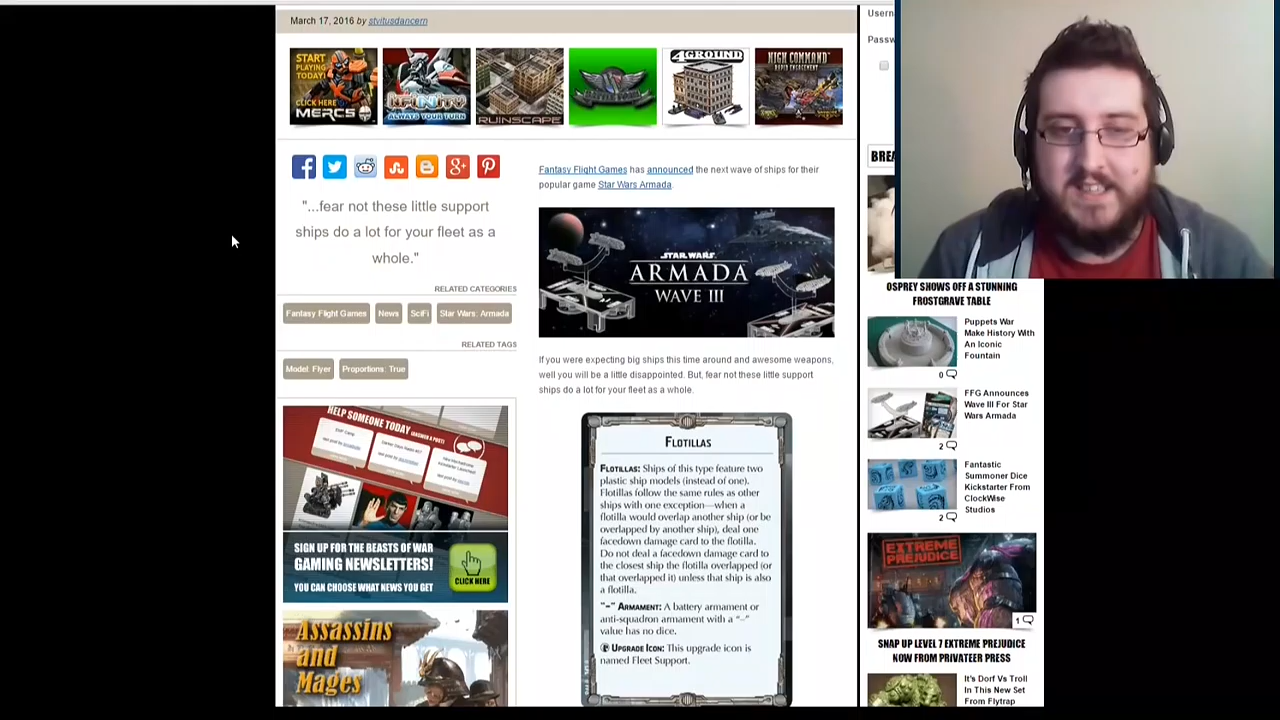 March 17, 2016 by stvitusdancern
START
PLAYING
TODAY!
CLICK HERE
MERCS
INFINITY
ALWAYS YOUR TURN
RUINSCAPE
4GROUND
HIGH COMMAND
RAPID ENGAGEMENT
"...fear not these little support
ships do a lot for your fleet as a
whole."
RELATED CATEGORIES
Fantasy Flight Games
News
SciFi
Star Wars: Armada
RELATED TAGS
Model: Flyer
Proportions: True
HELP SOMEONE TODAY (ANSWER A POST)
SIGN UP FOR THE BEASTS OF WAR
GAMING NEWSLETTERS!
YOU CAN CHOOSE WHAT NEWS YOU GET
CLICK HERE
Assassins
and
Mages
Fantasy Flight Games has announced the next wave of ships for their
popular game Star Wars Armada.
STAR WARS
ARMADA
WAVE III
If you were expecting big ships this time around and awesome weapons,
well you will be a little disappointed. But, fear not these little support
ships do a lot for your fleet as a whole.
FLOTILLAS
FLOTILLAS: Ships of this type feature two
plastic ship models (instead of one).
Flotillas follow the same rules as other
ships with one exception—when a
flotilla would overlap another ship (or be
overlapped by another ship), deal one
facedown damage card to the flotilla.
Do not deal a facedown damage card to
the closest ship the flotilla overlapped (or
that overlapped it) unless that ship is also
a flotilla.
"–" ARMAMENT: A battery armament or
anti-squadron armament with a "–"
value has no dice.
UPGRADE ICON: This upgrade icon is
named Fleet Support.
Usern
Passw
BREA
OSPREY SHOWS OFF A STUNNING
FROSTGRAVE TABLE
Puppets War
Make History With
An Iconic
Fountain
0
FFG Announces
Wave III For Star
Wars Armada
2
Fantastic
Summoner Dice
Kickstarter From
ClockWise
Studios
2
EXTREME
PREJUDICE
1
SNAP UP LEVEL 7 EXTREME PREJUDICE
NOW FROM PRIVATEER PRESS
It's Dorf Vs Troll
In This New Set
From Flytrap